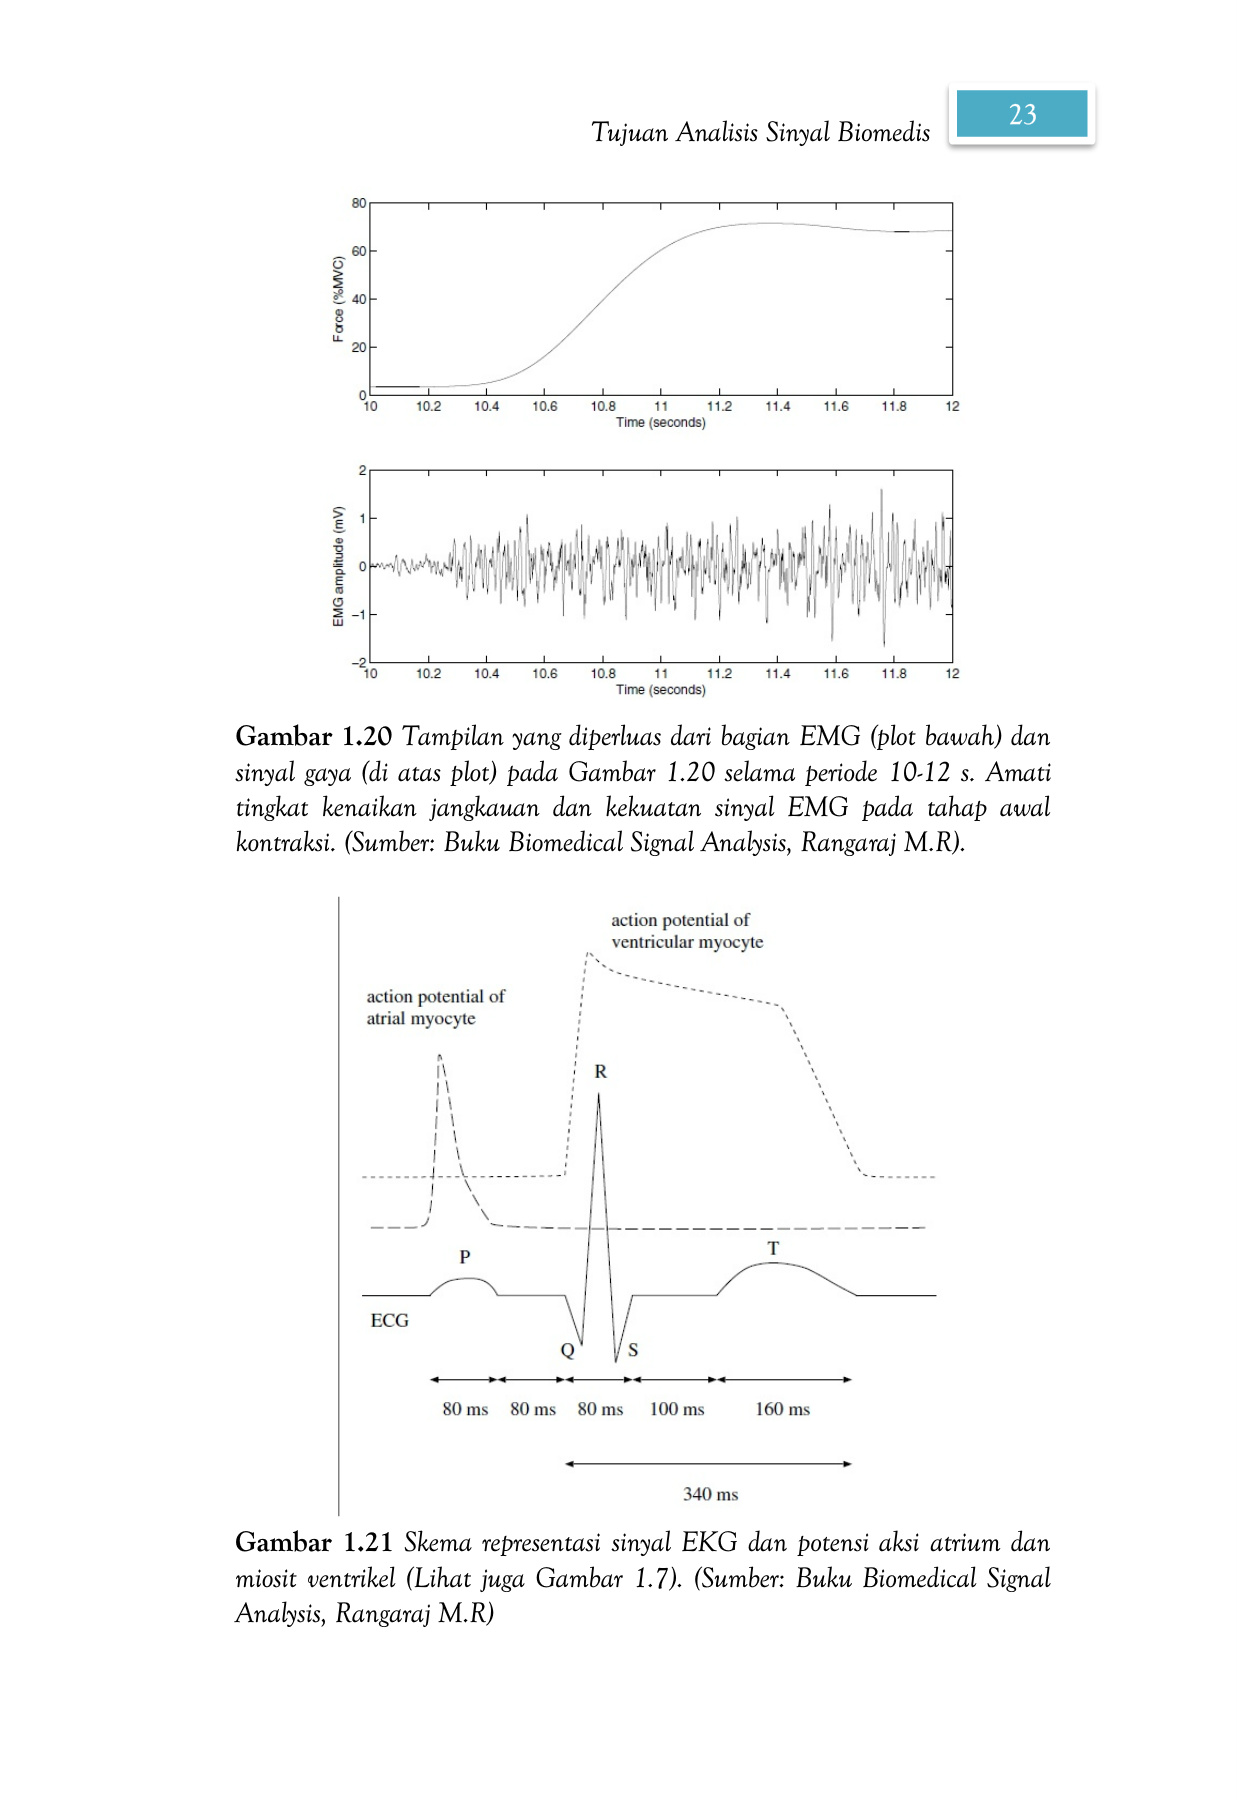 Tujuan Analisis Sinyal Biomedis
23
80
60
40
20
0
Force (%MVC)
10 10.2 10.4 10.6 10.8 11 11.2 11.4 11.6 11.8 12
Time (seconds)
2
1
0
−1
−2
EMG amplitude (mV)
10 10.2 10.4 10.6 10.8 11 11.2 11.4 11.6 11.8 12
Time (seconds)
Gambar 1.20 Tampilan yang diperluas dari bagian EMG (plot bawah) dan
sinyal gaya (di atas plot) pada Gambar 1.20 selama periode 10-12 s. Amati
tingkat kenaikan jangkauan dan kekuatan sinyal EMG pada tahap awal
kontraksi. (Sumber: Buku Biomedical Signal Analysis, Rangaraj M.R).
action potential of
ventricular myocyte
action potential of
atrial myocyte
R
P
T
ECG
Q
S
80 ms 80 ms 80 ms 100 ms 160 ms
340 ms
Gambar 1.21 Skema representasi sinyal EKG dan potensi aksi atrium dan
miosit ventrikel (Lihat juga Gambar 1.7). (Sumber: Buku Biomedical Signal
Analysis, Rangaraj M.R)